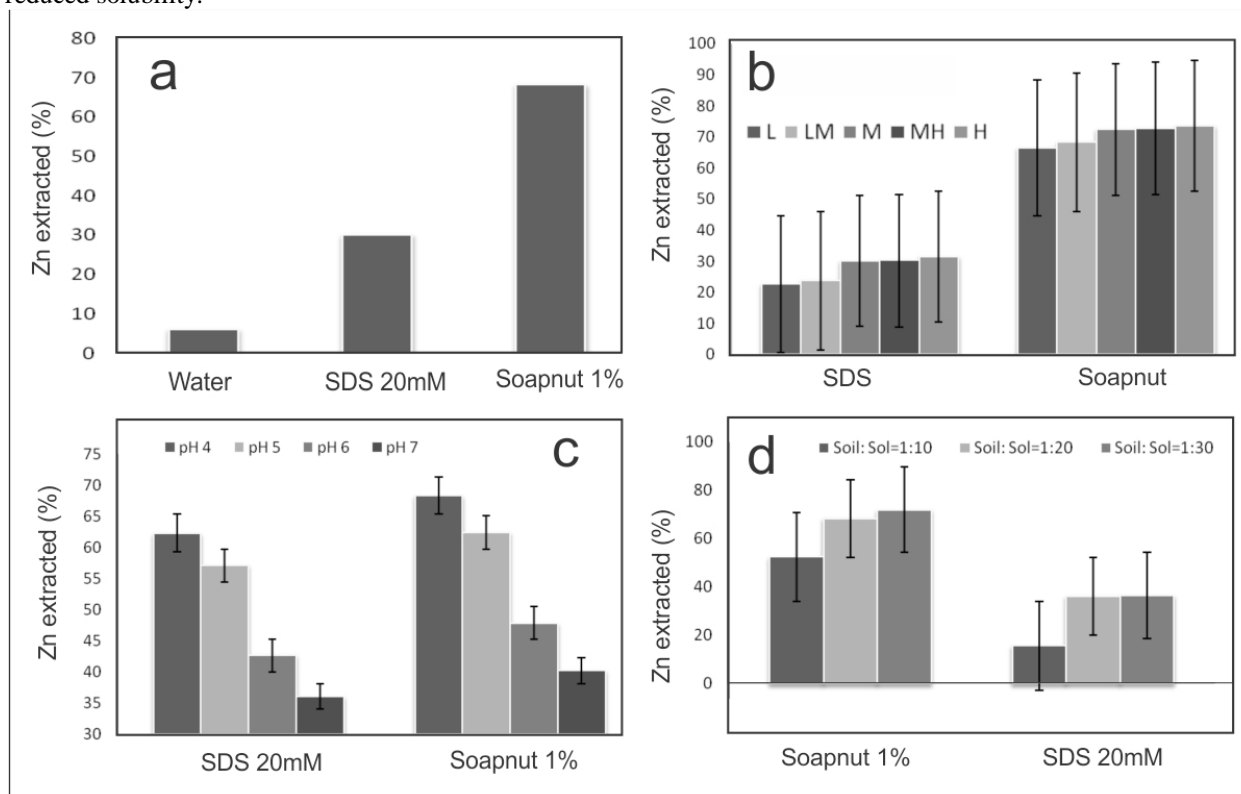 reduced solubility.
a
Zn extracted (%)
80
70
60
50
40
30
20
10
0
Water SDS 20mM Soapnut 1%
b
Zn extracted (%)
L LM M MH H
100
90
80
70
60
50
40
30
20
10
0
SDS Soapnut
c
Zn extracted (%)
pH 4 pH 5 pH 6 pH 7
75
70
65
60
55
50
45
40
35
30
SDS 20mM Soapnut 1%
d
Zn extracted (%)
Soil: Sol=1:10 Soil: Sol=1:20 Soil: Sol=1:30
100
80
60
40
20
0
Soapnut 1% SDS 20mM